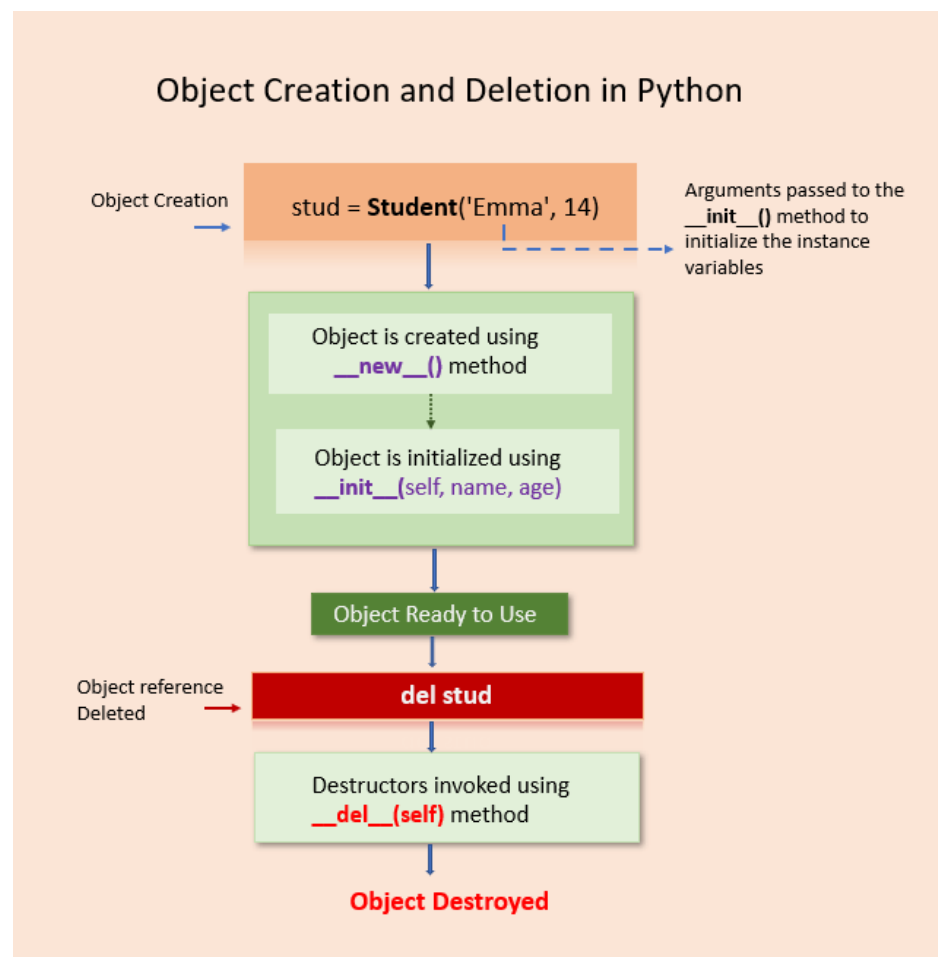 Object Creation and Deletion in Python
Object Creation
stud = Student('Emma', 14)
Arguments passed to the
__init__() method to
initialize the instance
variables
Object is created using
__new__() method
Object is initialized using
__init__(self, name, age)
Object Ready to Use
Object reference
Deleted
del stud
Destructors invoked using
__del__(self) method
Object Destroyed